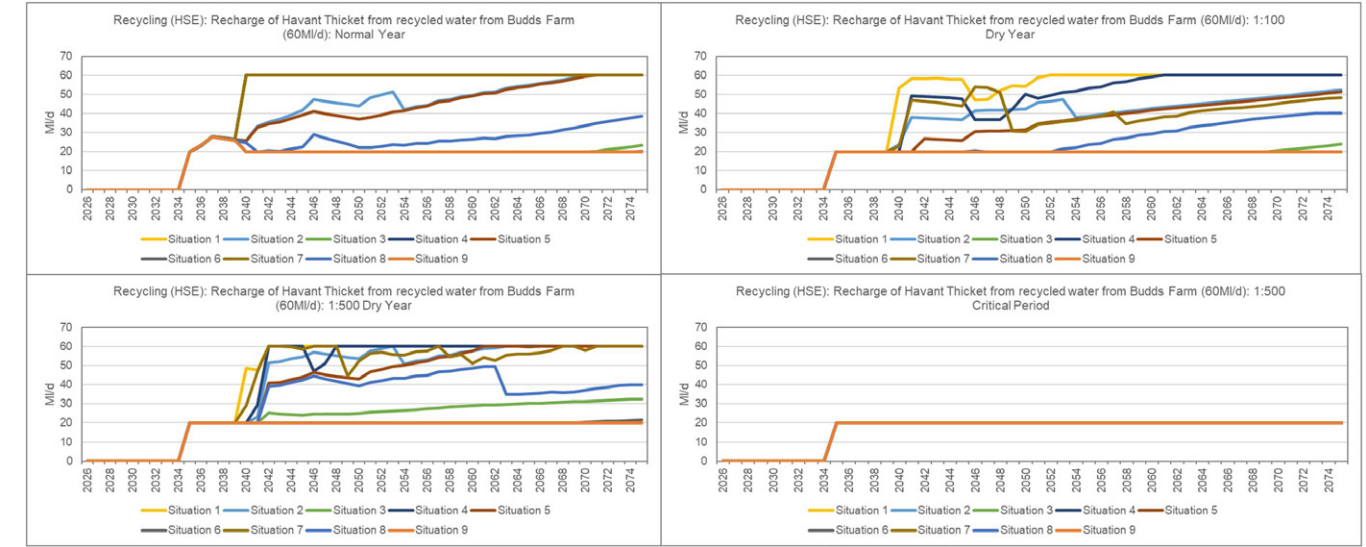 Recycling (HSE): Recharge of Havant Thicket from recycled water from Budds Farm
(60Ml/d): Normal Year
70
60
50
40
30
20
10
0
Ml/d
2026 2028 2030 2032 2034 2036 2038 2040 2042 2044 2046 2048 2050 2052 2054 2056 2058 2060 2062 2064 2066 2068 2070 2072 2074
Situation 1 Situation 2 Situation 3 Situation 4 Situation 5
Situation 6 Situation 7 Situation 8 Situation 9
Recycling (HSE): Recharge of Havant Thicket from recycled water from Budds Farm (60Ml/d): 1:100
Dry Year
70
60
50
40
30
20
10
0
Ml/d
2026 2028 2030 2032 2034 2036 2038 2040 2042 2044 2046 2048 2050 2052 2054 2056 2058 2060 2062 2064 2066 2068 2070 2072 2074
Situation 1 Situation 2 Situation 3 Situation 4 Situation 5
Situation 6 Situation 7 Situation 8 Situation 9
Recycling (HSE): Recharge of Havant Thicket from recycled water from Budds Farm
(60Ml/d): 1:500 Dry Year
70
60
50
40
30
20
10
0
Ml/d
2026 2028 2030 2032 2034 2036 2038 2040 2042 2044 2046 2048 2050 2052 2054 2056 2058 2060 2062 2064 2066 2068 2070 2072 2074
Situation 1 Situation 2 Situation 3 Situation 4 Situation 5
Situation 6 Situation 7 Situation 8 Situation 9
Recycling (HSE): Recharge of Havant Thicket from recycled water from Budds Farm (60Ml/d): 1:500
Critical Period
70
60
50
40
30
20
10
0
Ml/d
2026 2028 2030 2032 2034 2036 2038 2040 2042 2044 2046 2048 2050 2052 2054 2056 2058 2060 2062 2064 2066 2068 2070 2072 2074
Situation 1 Situation 2 Situation 3 Situation 4 Situation 5
Situation 6 Situation 7 Situation 8 Situation 9